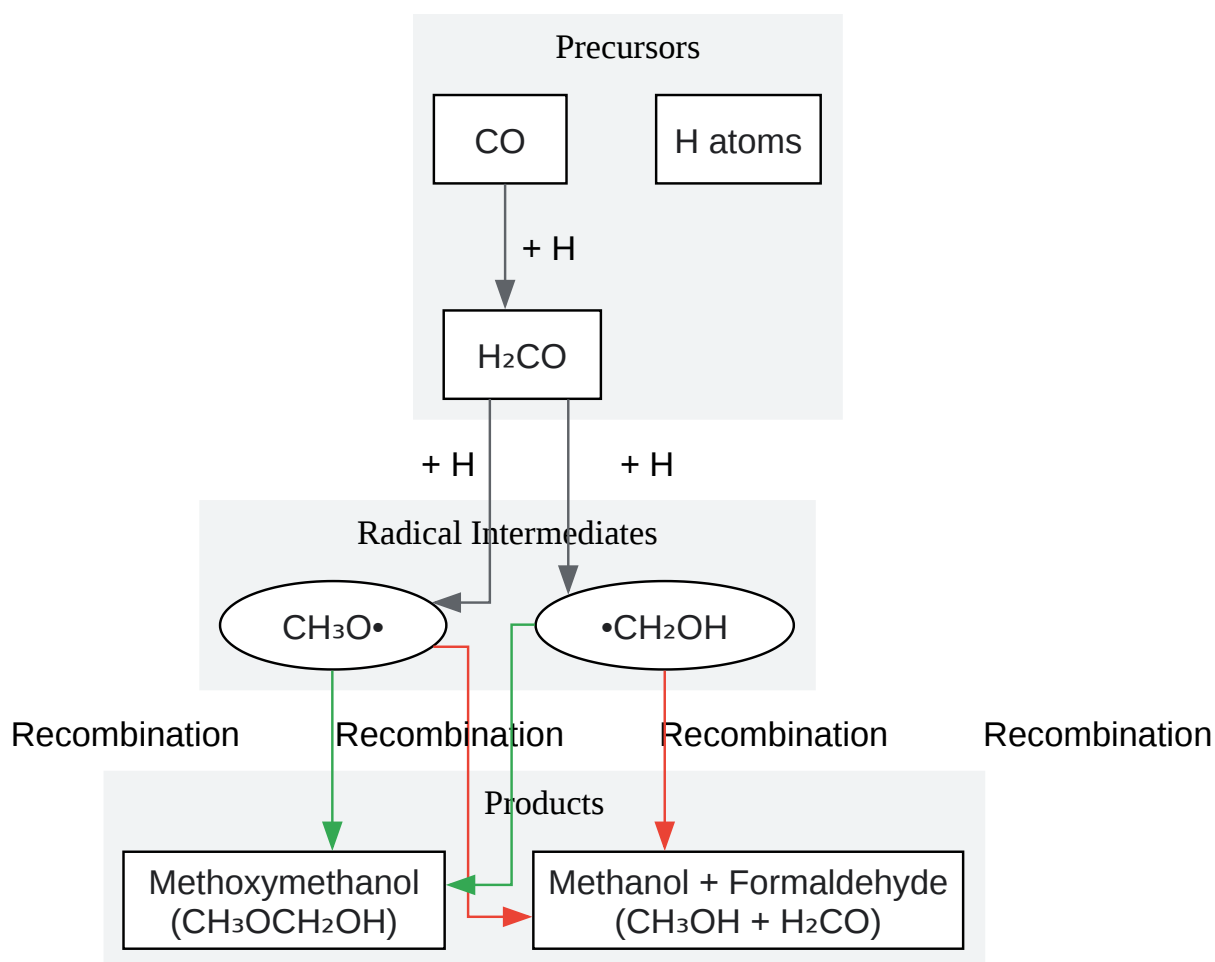 Precursors
CO
H atoms
+ H
H₂CO
+ H
+ H
Radical Intermediates
CH₃O•
•CH₂OH
Recombination
Recombination
Recombination
Recombination
Products
Methoxymethanol
(CH₃OCH₂OH)
Methanol + Formaldehyde
(CH₃OH + H₂CO)